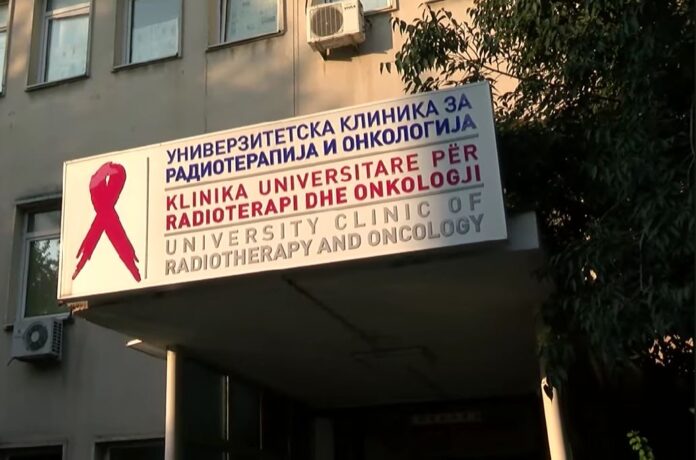 УНИВЕРЗИТЕТСКА КЛИНИКА ЗА
РАДИОТЕРАПИЈА И ОНКОЛОГИЈА
KLINIKA UNIVERSITARE PËR
RADIOTERAPI DHE ONKOLOGJI
UNIVERSITY CLINIC OF
RADIOTHERAPY AND ONCOLOGY